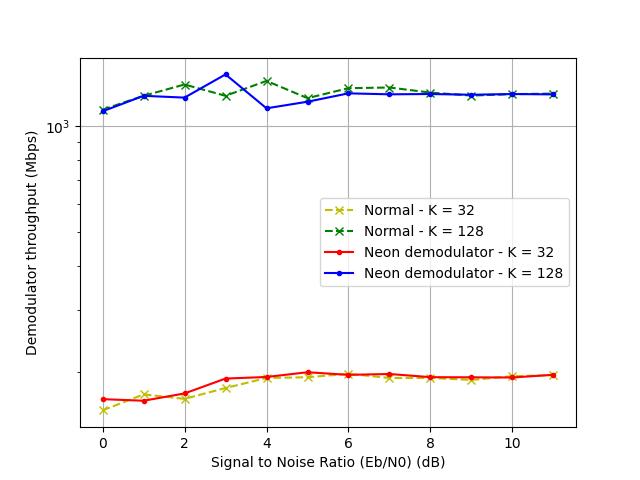 10³
Demodulator throughput (Mbps)
Normal - K = 32
Normal - K = 128
Neon demodulator - K = 32
Neon demodulator - K = 128
0 2 4 6 8 10
Signal to Noise Ratio (Eb/N0) (dB)